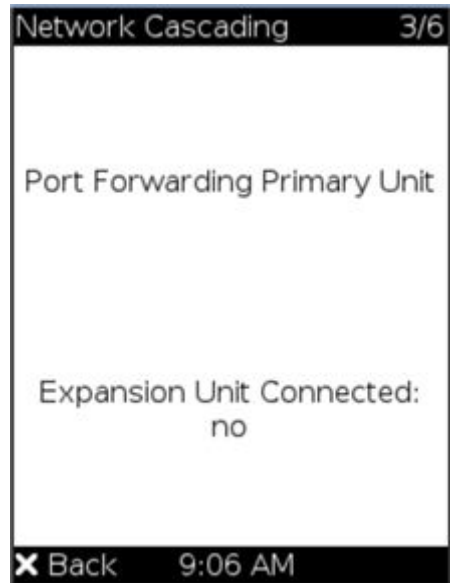 Network Cascading 3/6
Port Forwarding Primary Unit
Expansion Unit Connected:
no
Back 9:06 AM